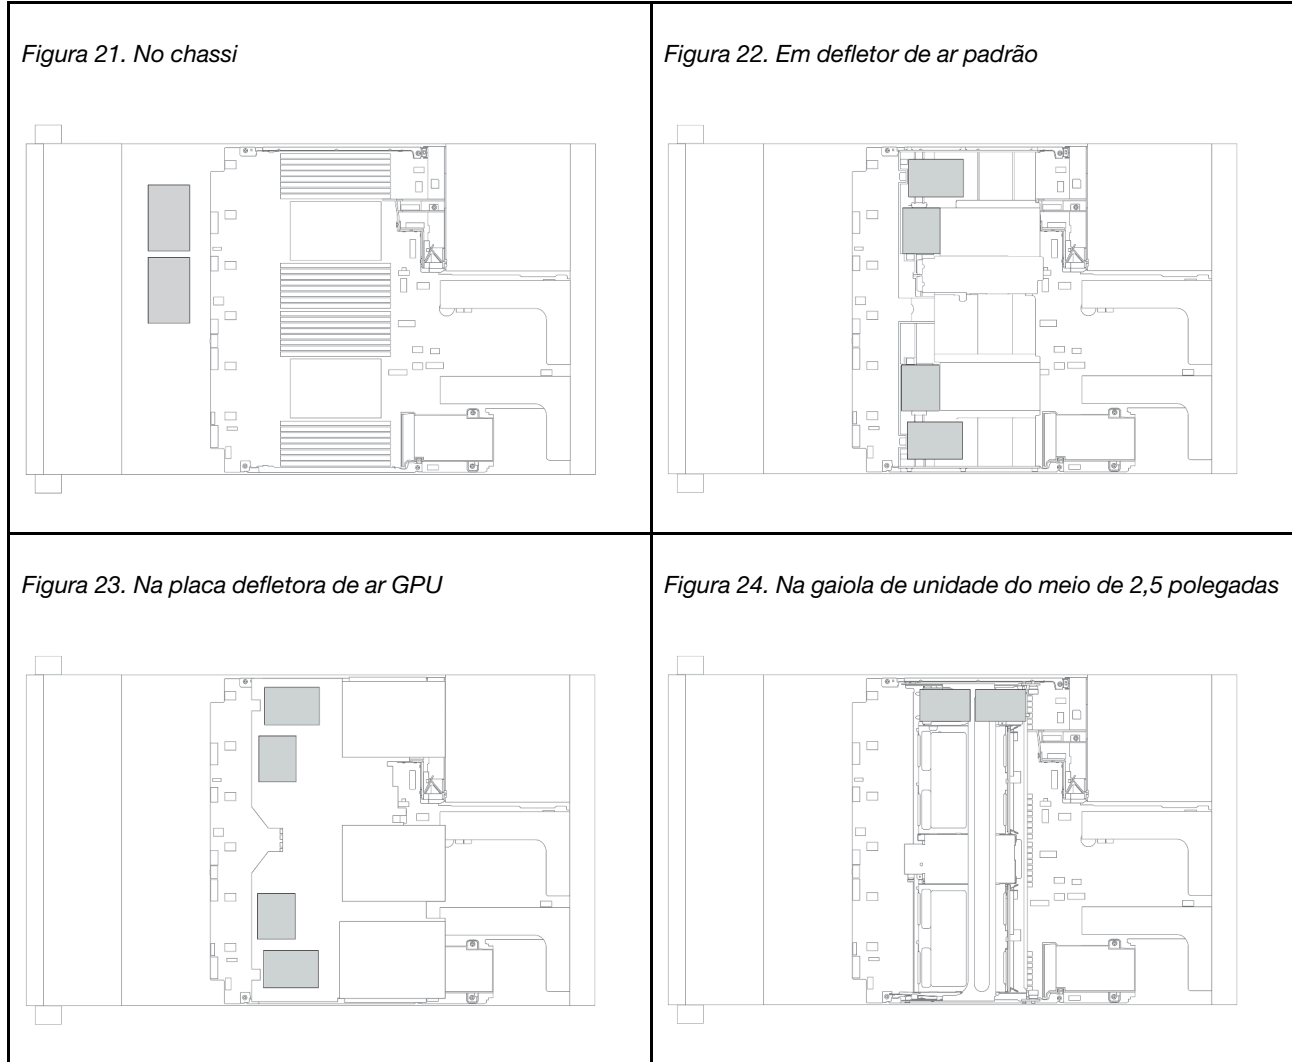 Figura 21. No chassi
Figura 22. Em defletor de ar padrão
Figura 23. Na placa defletora de ar GPU
Figura 24. Na gaiola de unidade do meio de 2,5 polegadas